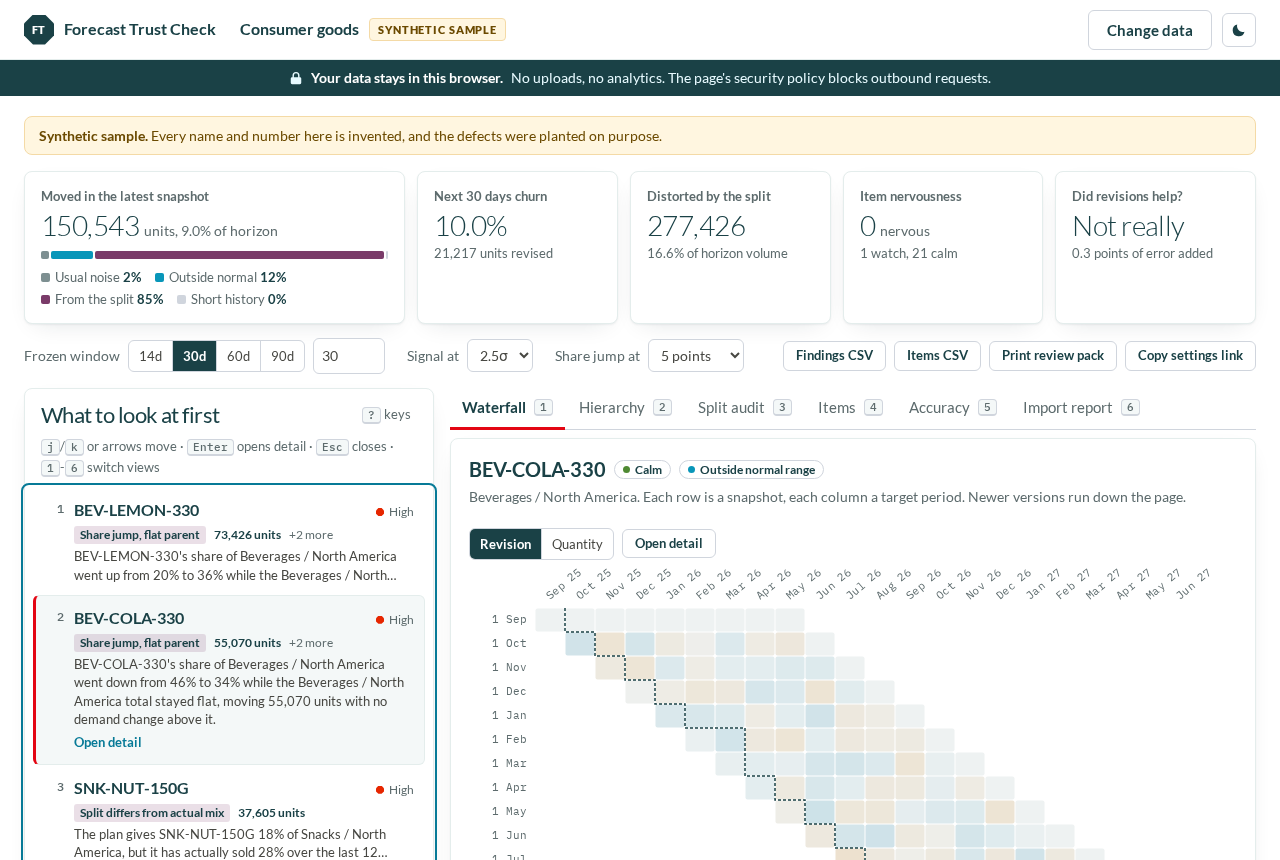 FT Forecast Trust Check Consumer goods SYNTHETIC SAMPLE Change data
Your data stays in this browser. No uploads, no analytics. The page's security policy blocks outbound requests.
Synthetic sample. Every name and number here is invented, and the defects were planted on purpose.
Moved in the latest snapshot
150,543 units, 9.0% of horizon
Usual noise 2% Outside normal 12%
From the split 85% Short history 0%
Next 30 days churn
10.0%
21,217 units revised
Distorted by the split
277,426
16.6% of horizon volume
Item nervousness
0 nervous
1 watch, 21 calm
Did revisions help?
Not really
0.3 points of error added
Frozen window 14d 30d 60d 90d 30 Signal at 2.5σ Share jump at 5 points Findings CSV Items CSV Print review pack Copy settings link
What to look at first ? keys
j/k or arrows move · Enter opens detail · Esc closes ·
1-6 switch views
1 BEV-LEMON-330 High
Share jump, flat parent 73,426 units +2 more
BEV-LEMON-330's share of Beverages / North America
went up from 20% to 36% while the Beverages / North…
2 BEV-COLA-330 High
Share jump, flat parent 55,070 units +2 more
BEV-COLA-330's share of Beverages / North America
went down from 46% to 34% while the Beverages / North
America total stayed flat, moving 55,070 units with no
demand change above it.
Open detail
3 SNK-NUT-150G High
Split differs from actual mix 37,605 units
The plan gives SNK-NUT-150G 18% of Snacks / North
America, but it has actually sold 28% over the last 12…
Waterfall 1 Hierarchy 2 Split audit 3 Items 4 Accuracy 5 Import report 6
BEV-COLA-330 Calm Outside normal range
Beverages / North America. Each row is a snapshot, each column a target period. Newer versions run down the page.
Revision Quantity Open detail
Sep 25 Oct 25 Nov 25 Dec 25 Jan 26 Feb 26 Mar 26 Apr 26 May 26 Jun 26 Jul 26 Aug 26 Sep 26 Oct 26 Nov 26 Dec 26 Jan 27 Feb 27 Mar 27 Apr 27 May 27 Jun 27
1 Sep
1 Oct
1 Nov
1 Dec
1 Jan
1 Feb
1 Mar
1 Apr
1 May
1 Jun
1 Jul